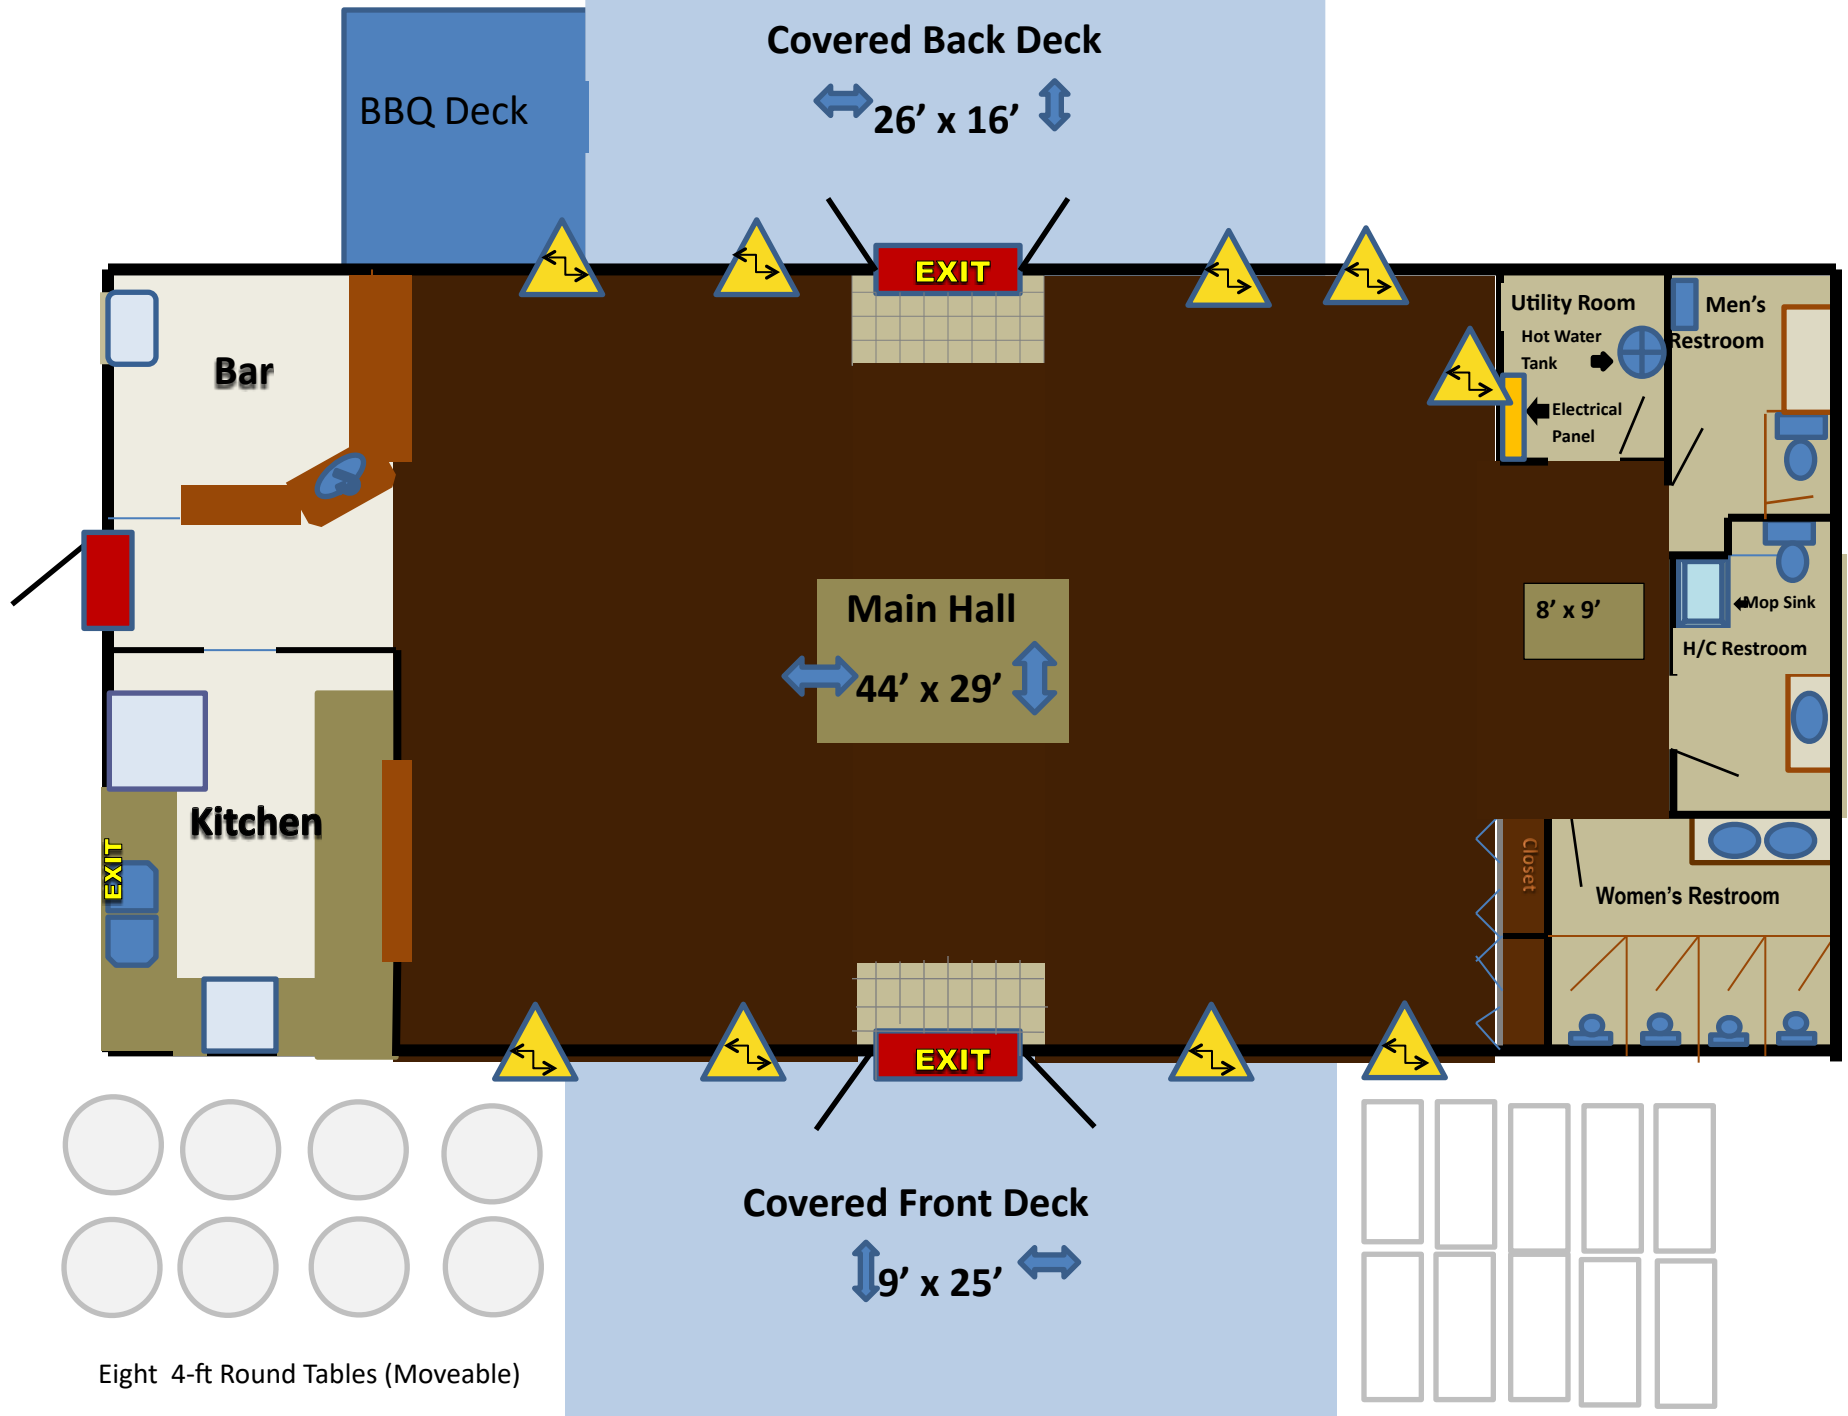 Covered Back Deck
26’ x 16’
BBQ Deck
EXIT
Utility Room
Hot Water
Tank
Electrical
Panel
Men’s
Restroom
Bar
Main Hall
44’ x 29’
8’ x 9’
Mop Sink
H/C Restroom
Kitchen
EXIT
Closet
Women’s Restroom
EXIT
Covered Front Deck
9’ x 25’
Eight  4-ft Round Tables (Moveable)